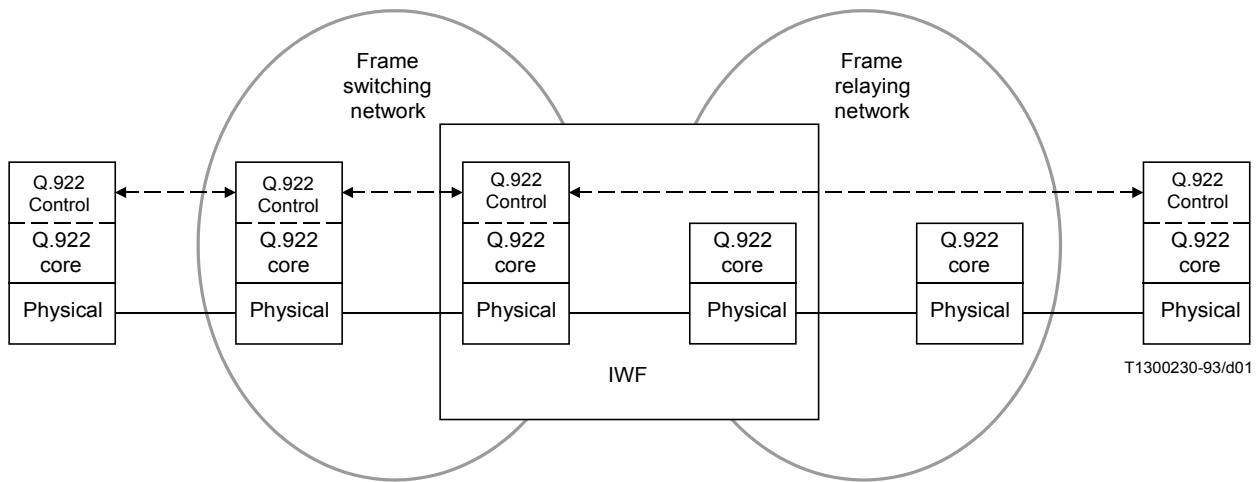 Frame
switching
network
Frame
relaying
network
Q.922
Control
Q.922
core
Physical
Q.922
Control
Q.922
core
Physical
Q.922
Control
Q.922
core
Physical
Q.922
core
Physical
Q.922
core
Physical
Q.922
Control
Q.922
core
Physical
IWF
T1300230-93/d01